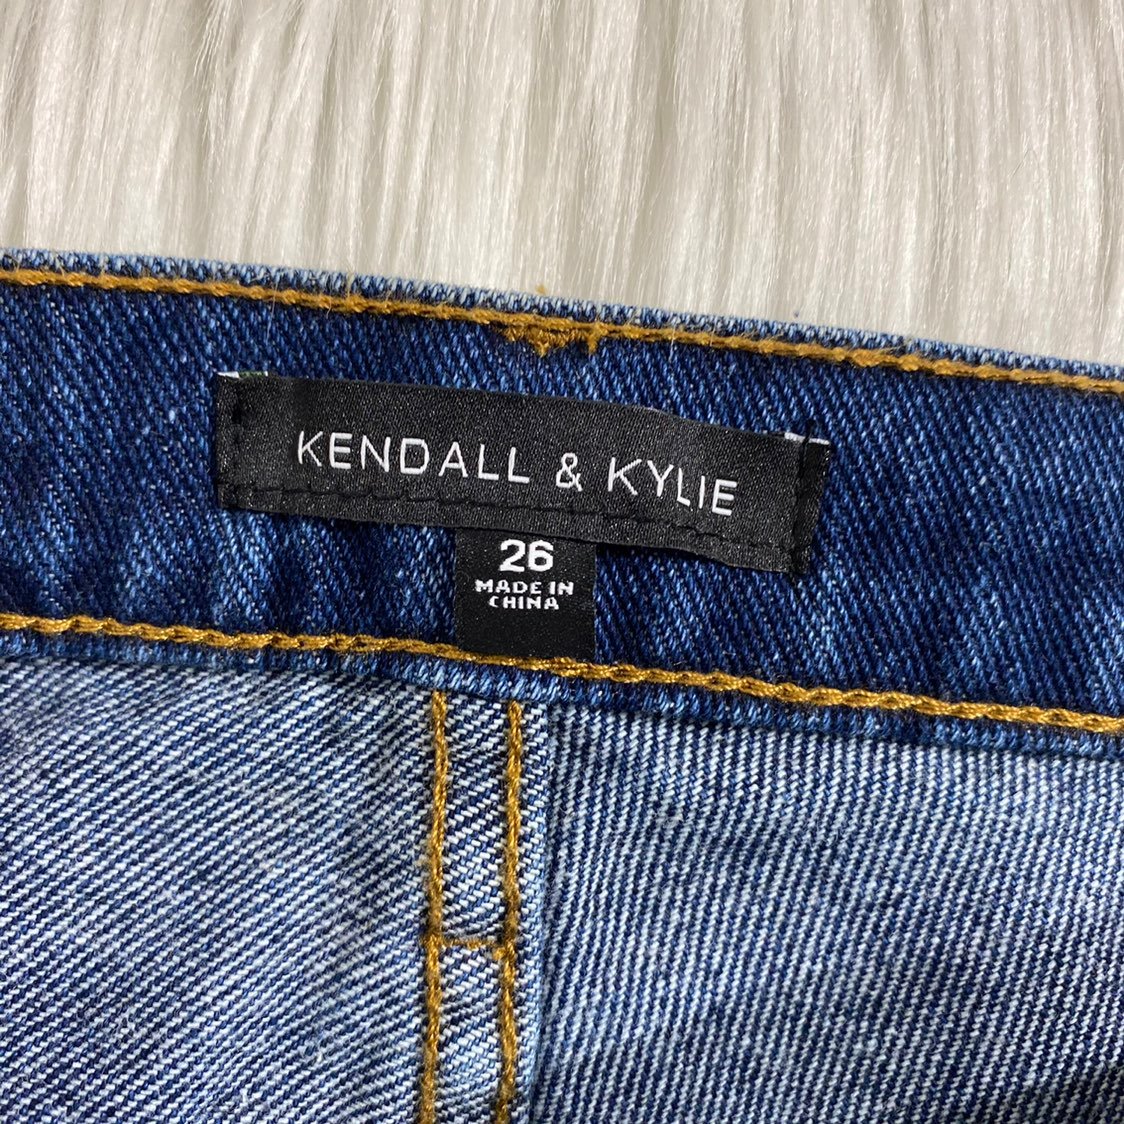 KENDALL & KYLIE
26
MADE IN
CHINA